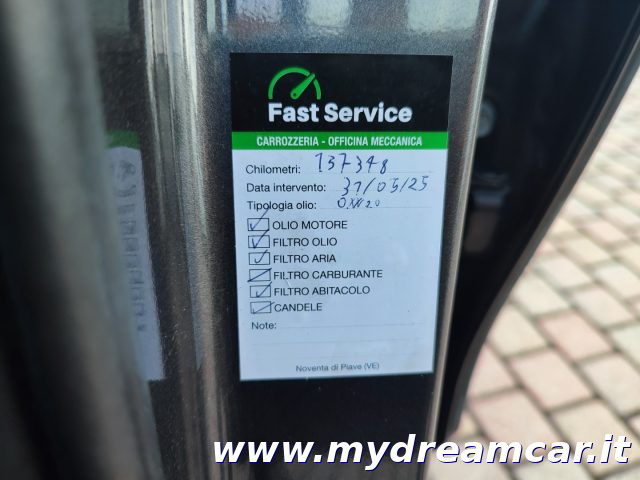 Fast Service
CARROZZERIA - OFFICINA MECCANICA
Chilometri: 137348
Data intervento: 31/05/25
Tipologia olio:
OLIO MOTORE
FILTRO OLIO
FILTRO ARIA
FILTRO CARBURANTE
FILTRO ABITACOLO
CANDELE
Note:
Noventa di Piave (VE)
www.mydreamcar.it